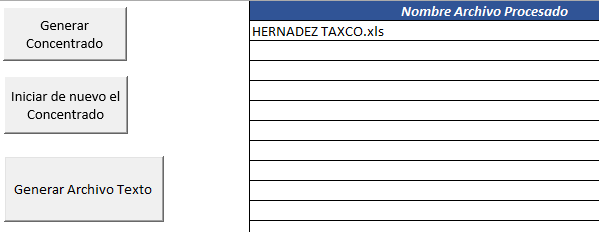 Generar
Concentrado
Iniciar de nuevo el
Concentrado
Generar Archivo Texto
Nombre Archivo Procesado
HERNADEZ TAXCO.xls